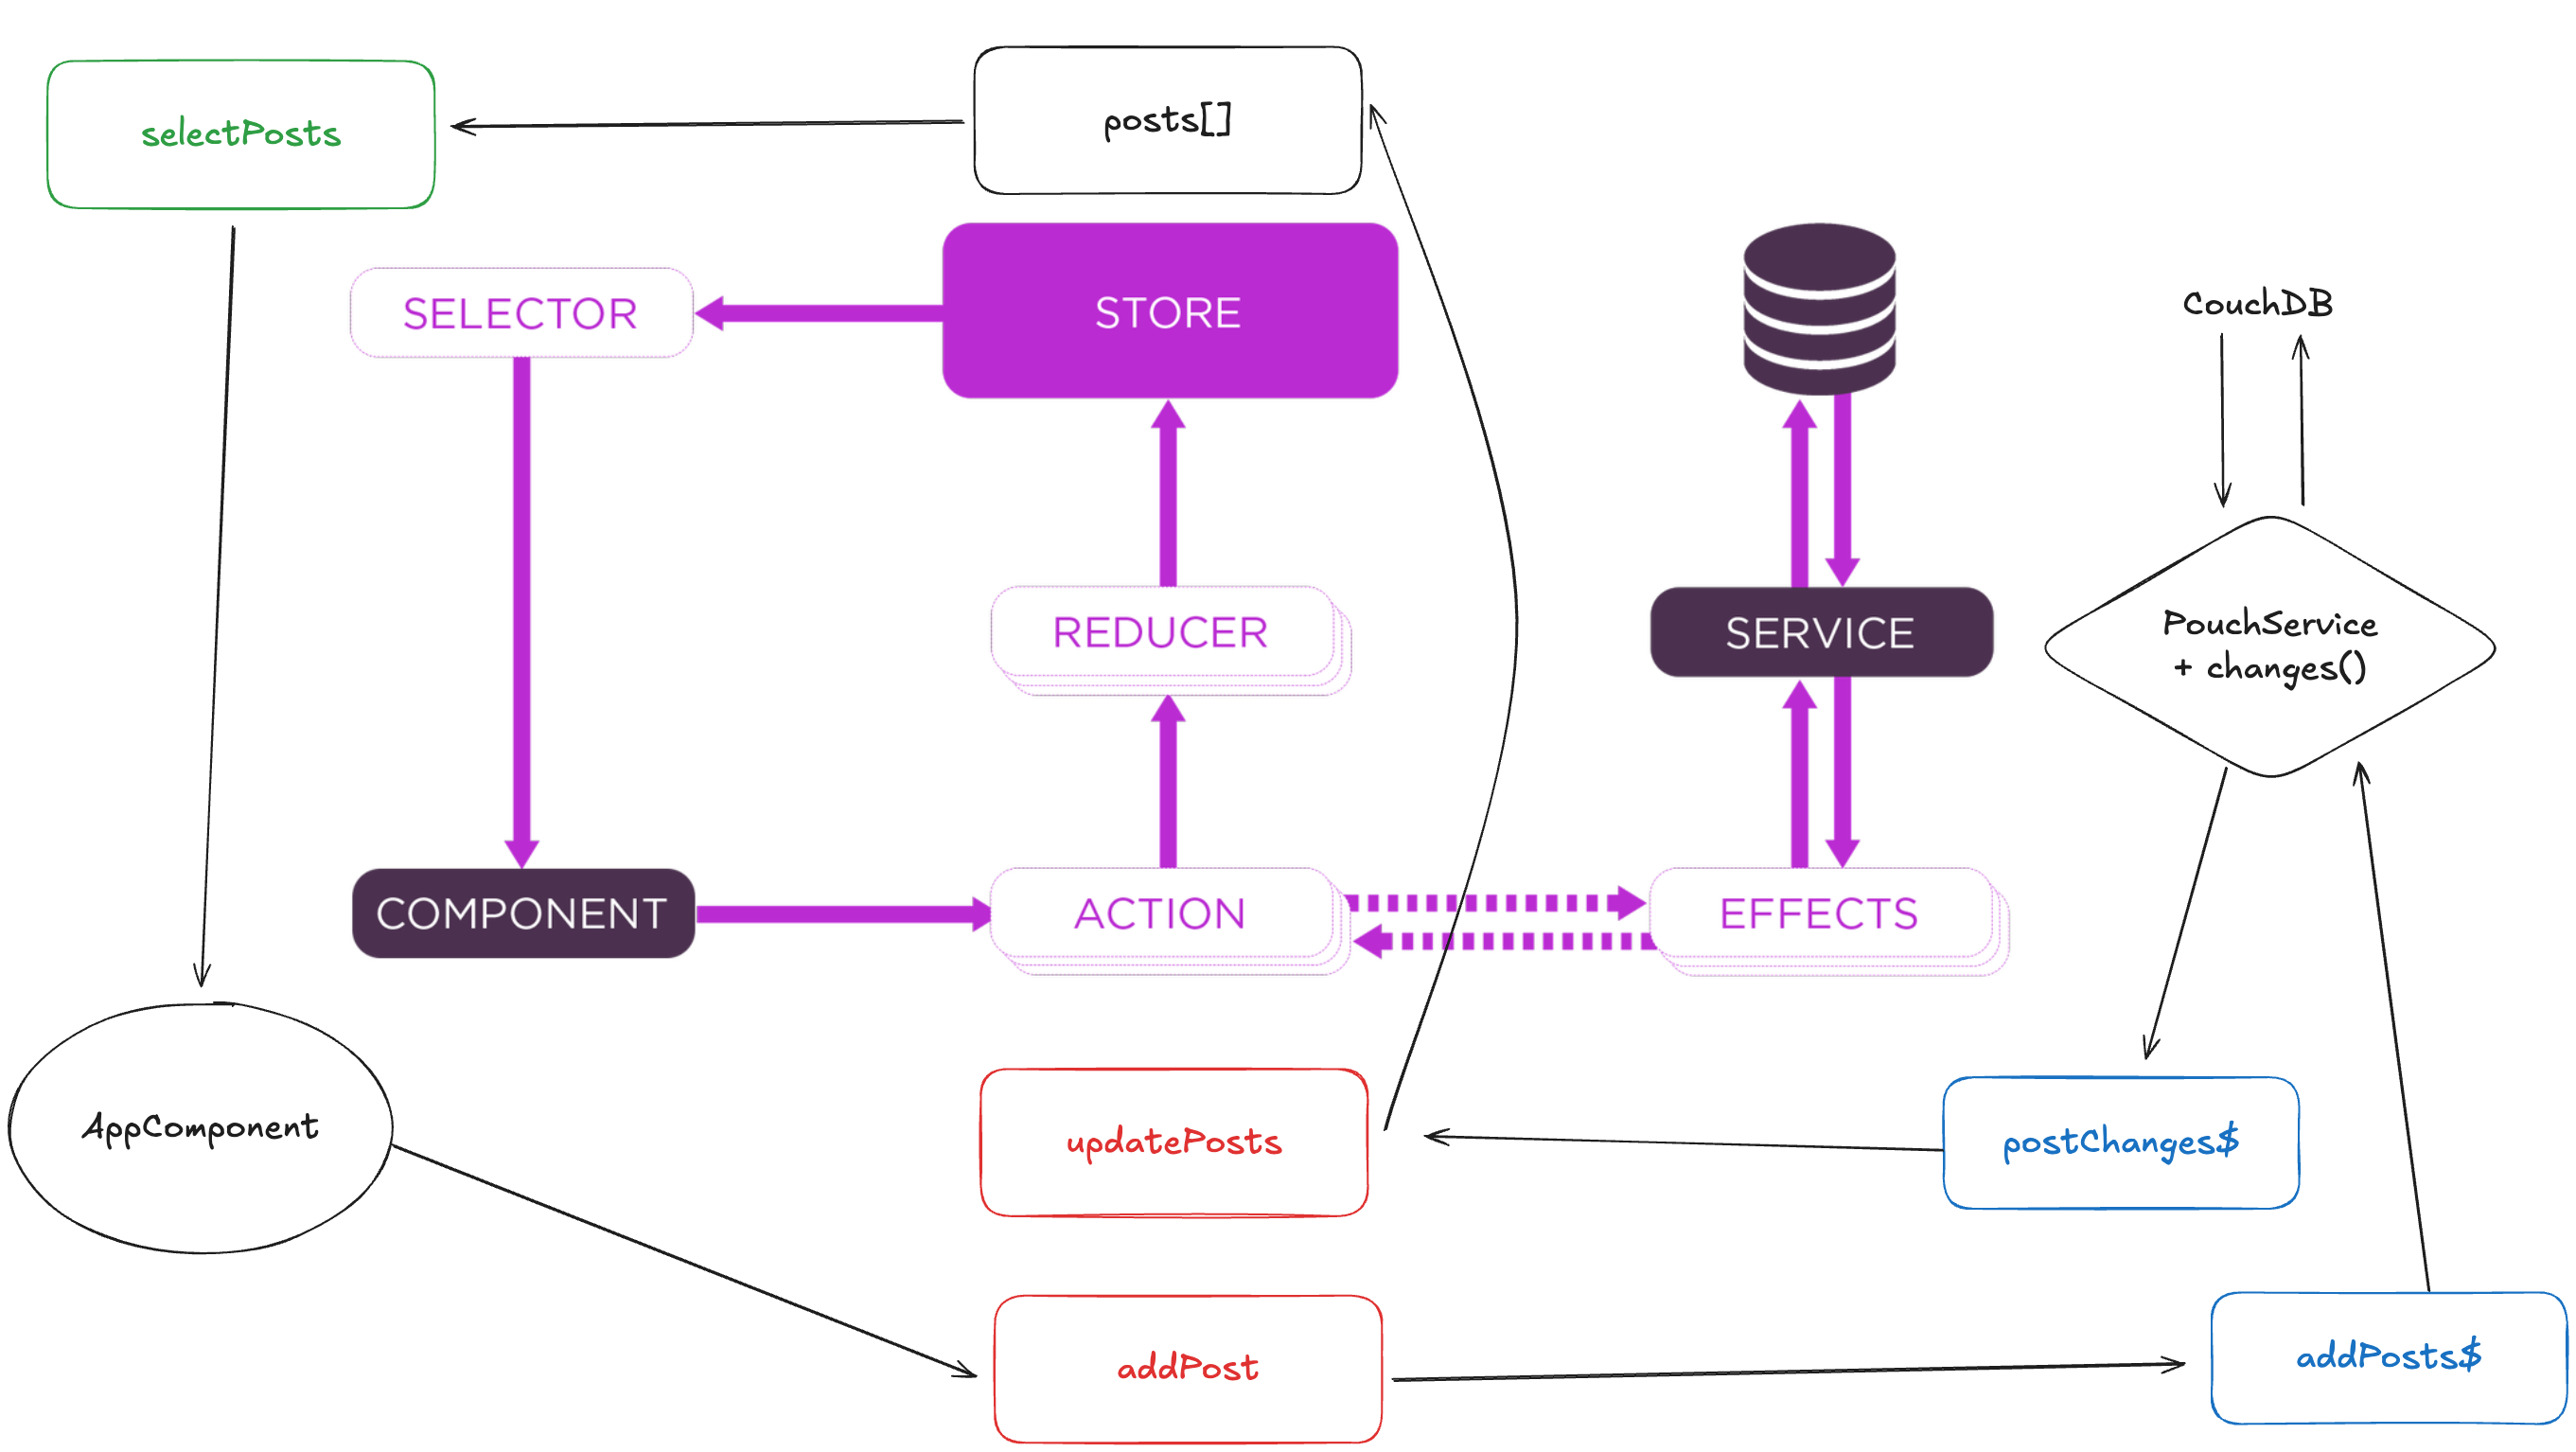 posts[]
selectPosts
SELECTOR
STORE
CouchDB
REDUCER
SERVICE
PouchService
+ changes()
COMPONENT
ACTION
EFFECTS
AppComponent
updatePosts
postChanges$
addPost
addPosts$